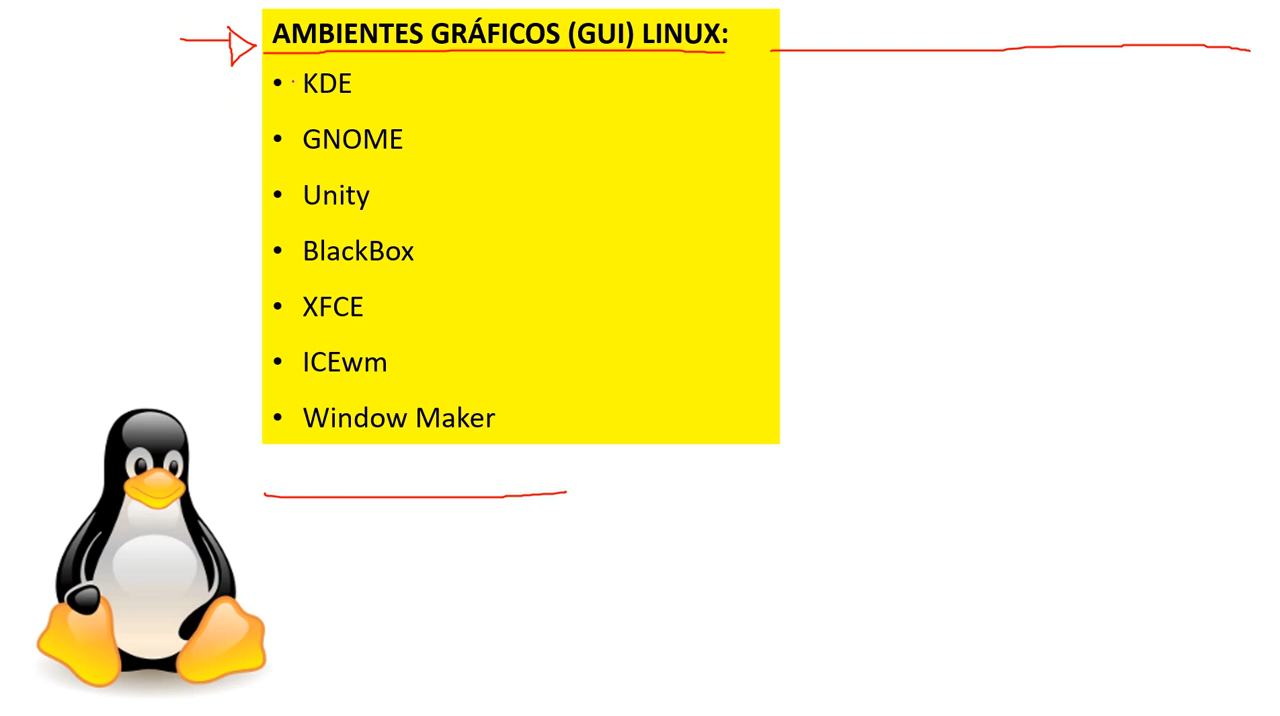 AMBIENTES GRÁFICOS (GUI) LINUX:
• KDE
• GNOME
• Unity
• BlackBox
• XFCE
• ICEwm
• Window Maker